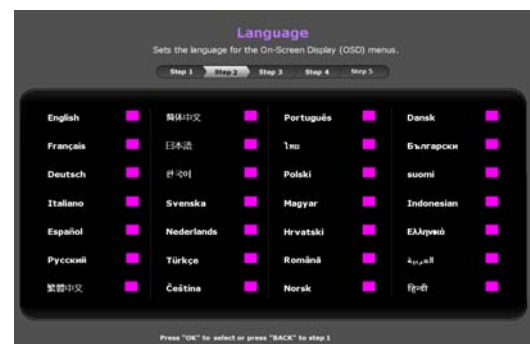 Language
Sets the language for the On-Screen Display (OSD) menus.
Step 1 Step 2 Step 3 Step 4 Step 5
English 簡体中文 Português Dansk
Français 日本語 ไทย Български
Deutsch 한국어 Polski suomi
Italiano Svenska Magyar Indonesian
Español Nederlands Hrvatski Ελληνικά
Русский Türkçe Română العربية
繁體中文 Čeština Norsk हिन्दी
Press "OK" to select or press "BACK" to step 1